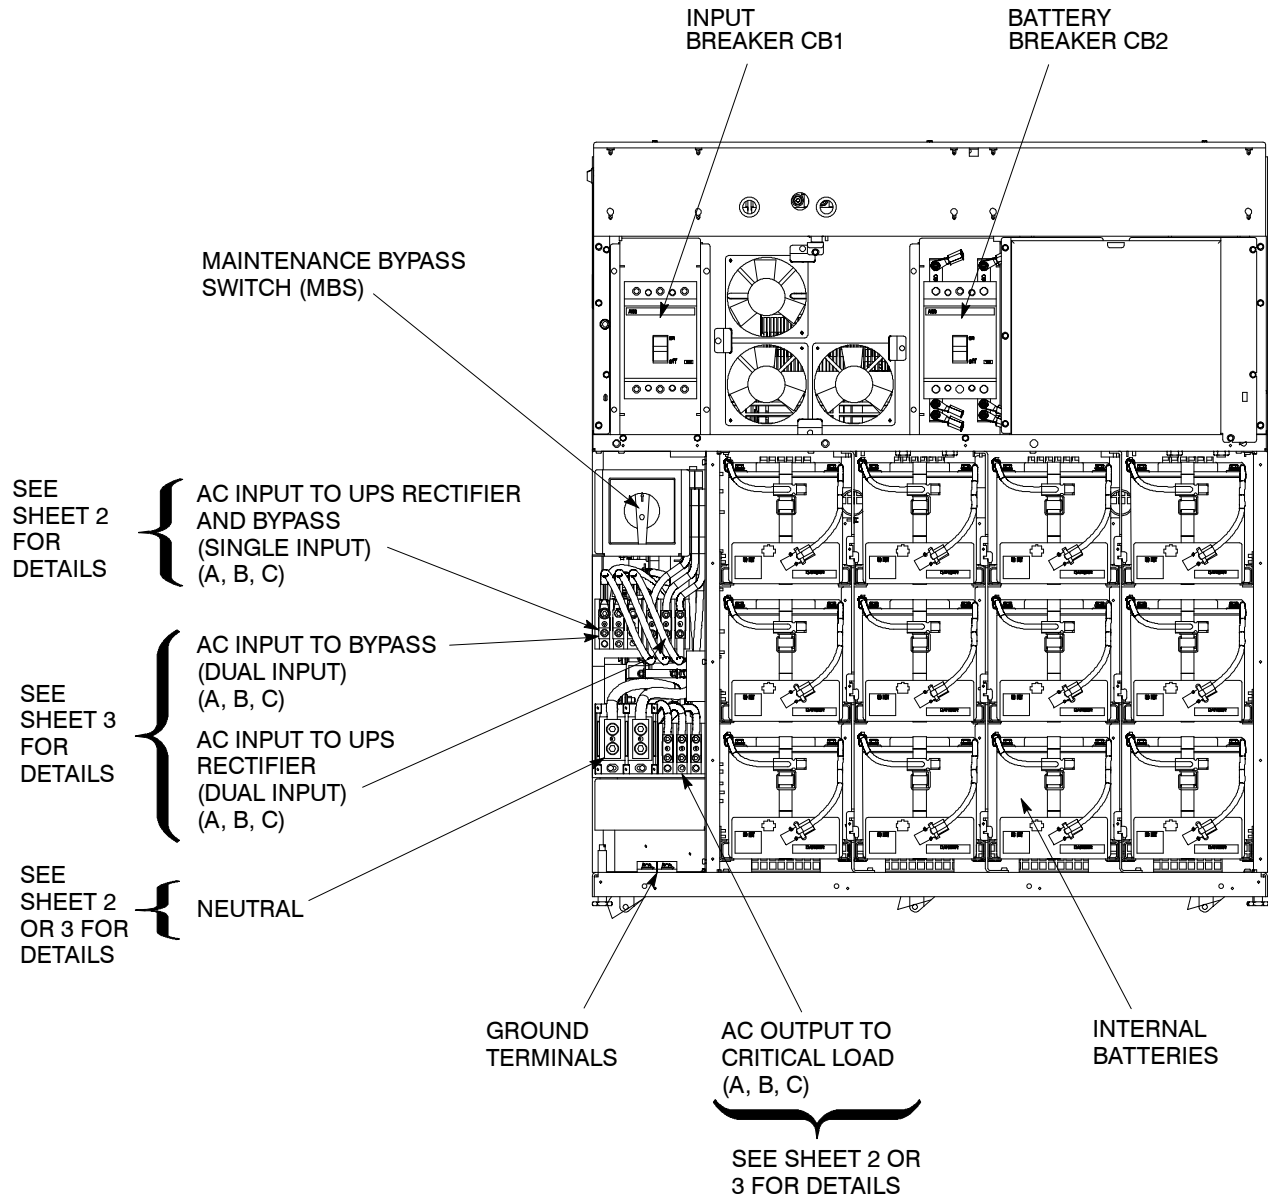 INPUT
BREAKER CB1
BATTERY
BREAKER CB2
MAINTENANCE BYPASS
SWITCH (MBS)
SEE
SHEET 2
FOR
DETAILS
AC INPUT TO UPS RECTIFIER
AND BYPASS
(SINGLE INPUT)
(A, B, C)
SEE
SHEET 3
FOR
DETAILS
AC INPUT TO BYPASS
(DUAL INPUT)
(A, B, C)
AC INPUT TO UPS
RECTIFIER
(DUAL INPUT)
(A, B, C)
SEE
SHEET 2
OR 3 FOR
DETAILS
NEUTRAL
GROUND
TERMINALS
AC OUTPUT TO
CRITICAL LOAD
(A, B, C)
SEE SHEET 2 OR
3 FOR DETAILS
INTERNAL
BATTERIES